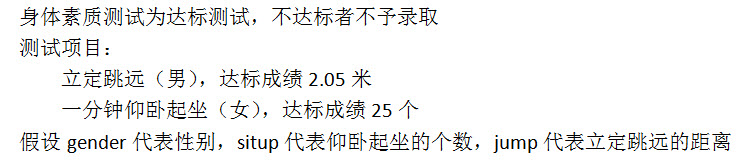 身体素质测试为达标测试，不达标者不予录取
测试项目：
立定跳远（男），达标成绩 2.05 米
一分钟仰卧起坐（女），达标成绩 25 个
假设 gender 代表性别，situp 代表仰卧起坐的个数，jump 代表立定跳远的距离